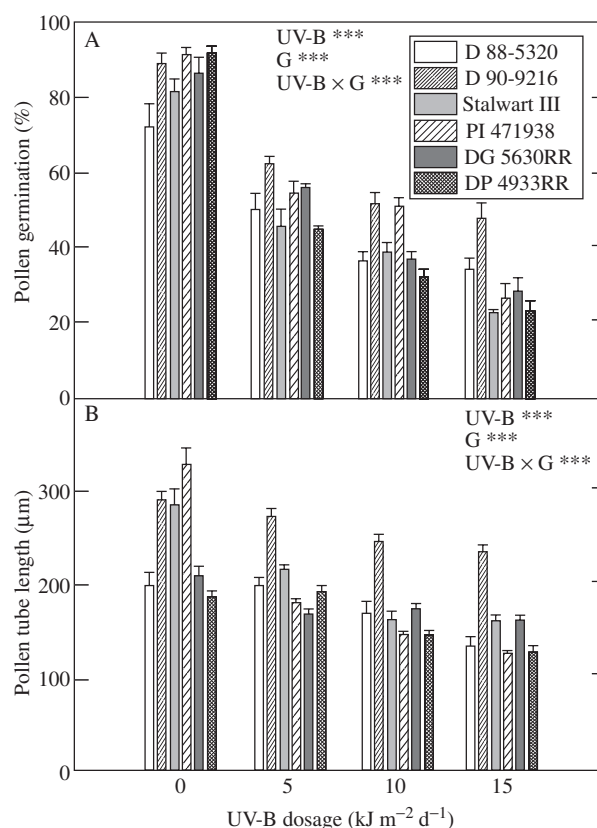 A
UV-B ***
G ***
UV-B × G ***
D 88-5320
D 90-9216
Stalwart III
PI 471938
DG 5630RR
DP 4933RR
Pollen germination (%)
100
80
60
40
20
0
B
UV-B ***
G ***
UV-B × G ***
Pollen tube length (µm)
300
200
100
0
0 5 10 15
UV-B dosage (kJ m⁻² d⁻¹)